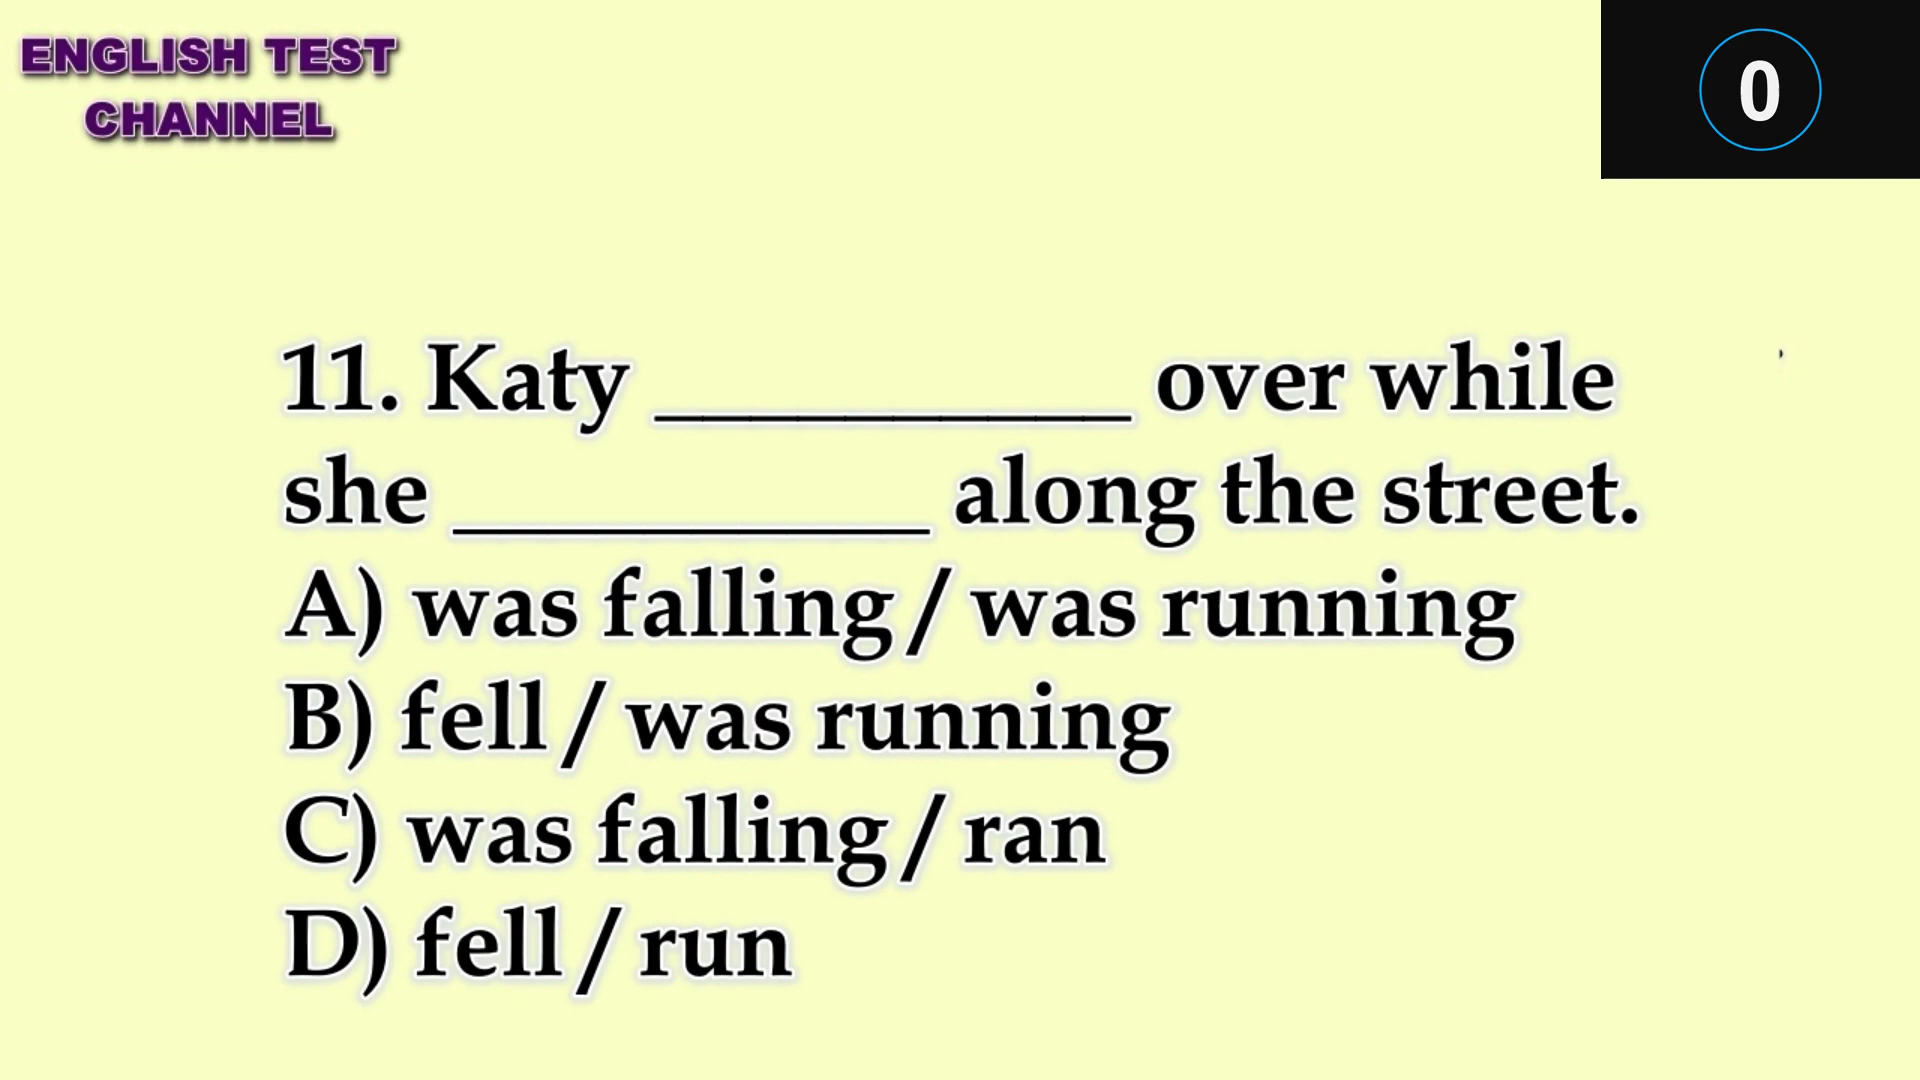 ENGLISH TEST
CHANNEL
0
11. Katy __________ over while
she __________ along the street.
A) was falling / was running
B) fell / was running
C) was falling / ran
D) fell / run